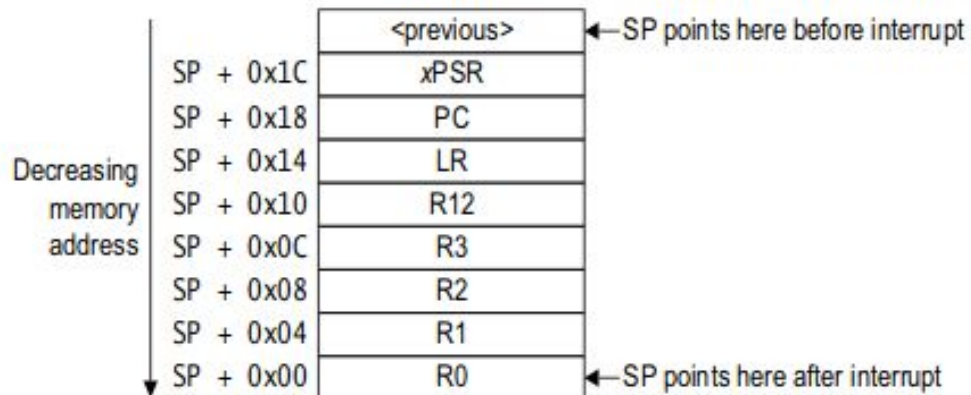 <previous> SP points here before interrupt
SP + 0x1C xPSR
SP + 0x18 PC
SP + 0x14 LR
Decreasing
memory
address
SP + 0x10 R12
SP + 0x0C R3
SP + 0x08 R2
SP + 0x04 R1
SP + 0x00 R0 SP points here after interrupt